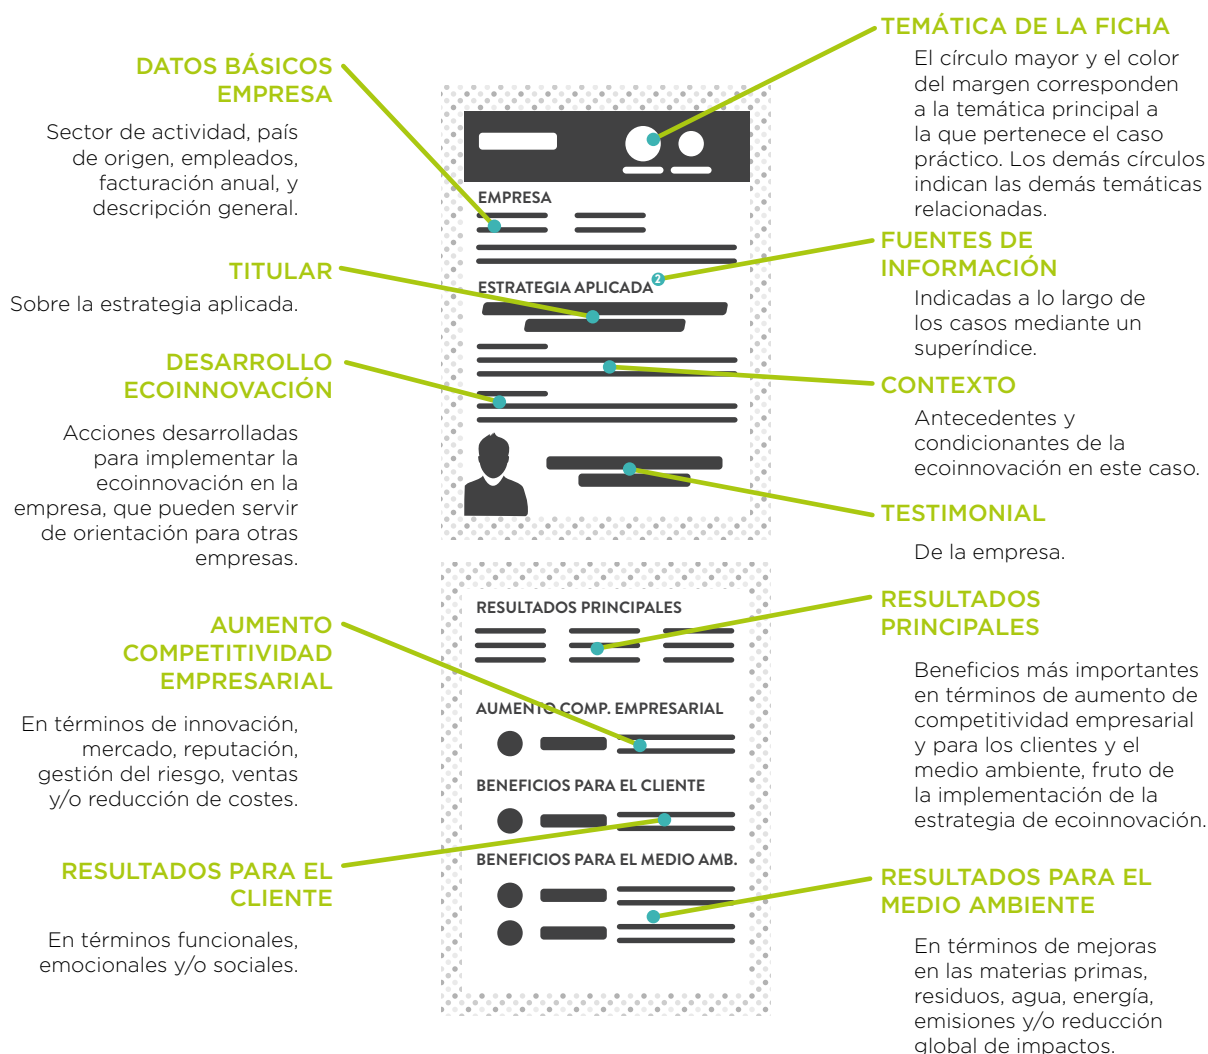 DATOS BÁSICOS
EMPRESA
Sector de actividad, país
de origen, empleados,
facturación anual, y
descripción general.
TITULAR
Sobre la estrategia aplicada.
DESARROLLO
ECOINNOVACIÓN
Acciones desarrolladas
para implementar la
ecoinnovación en la
empresa, que pueden servir
de orientación para otras
empresas.
AUMENTO
COMPETITIVIDAD
EMPRESARIAL
En términos de innovación,
mercado, reputación,
gestión del riesgo, ventas
y/o reducción de costes.
RESULTADOS PARA EL
CLIENTE
En términos funcionales,
emocionales y/o sociales.
EMPRESA
ESTRATEGIA APLICADA 2
RESULTADOS PRINCIPALES
AUMENTO COMP. EMPRESARIAL
BENEFICIOS PARA EL CLIENTE
BENEFICIOS PARA EL MEDIO AMB.
TEMÁTICA DE LA FICHA
El círculo mayor y el color
del margen corresponden
a la temática principal a
la que pertenece el caso
práctico. Los demás círculos
indican las demás temáticas
relacionadas.
FUENTES DE
INFORMACIÓN
Indicadas a lo largo de
los casos mediante un
superíndice.
CONTEXTO
Antecedentes y
condicionantes de la
ecoinnovación en este caso.
TESTIMONIAL
De la empresa.
RESULTADOS
PRINCIPALES
Beneficios más importantes
en términos de aumento de
competitividad empresarial
y para los clientes y el
medio ambiente, fruto de
la implementación de la
estrategia de ecoinnovación.
RESULTADOS PARA EL
MEDIO AMBIENTE
En términos de mejoras
en las materias primas,
residuos, agua, energía,
emisiones y/o reducción
global de impactos.